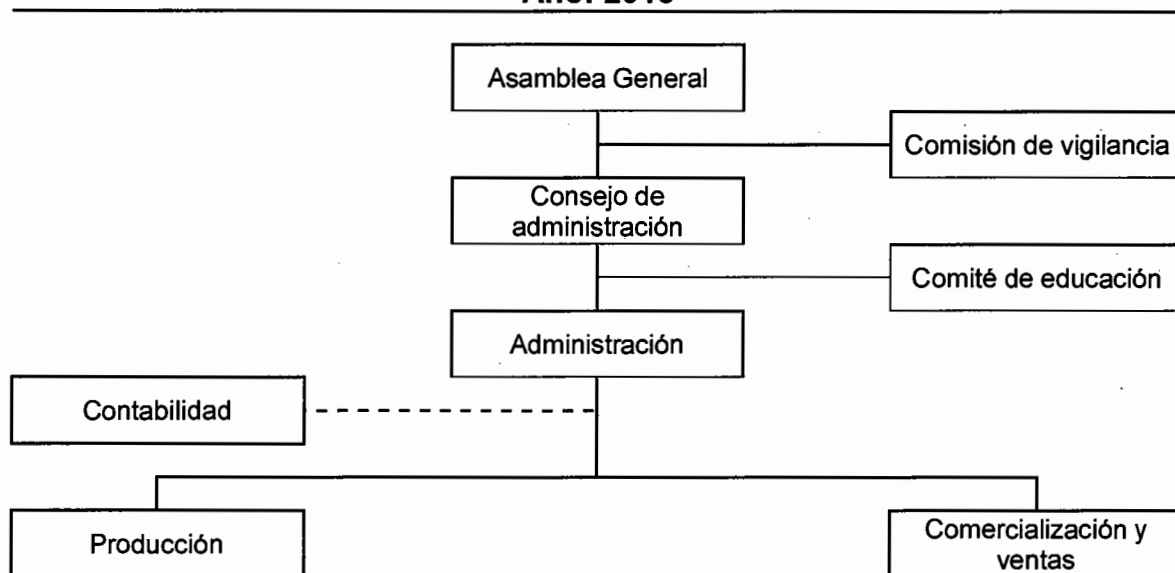 Asamblea General
Comisión de vigilancia
Consejo de
administración
Comité de educación
Administración
Contabilidad
Producción
Comercialización y
ventas